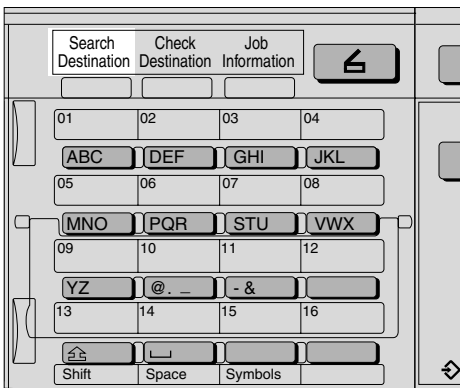 Search Check Job
Destination Destination Information
01 02 03 04
ABC DEF GHI JKL
05 06 07 08
MNO PQR STU VWX
09 10 11 12
YZ @. _ - &
13 14 15 16
Shift Space Symbols